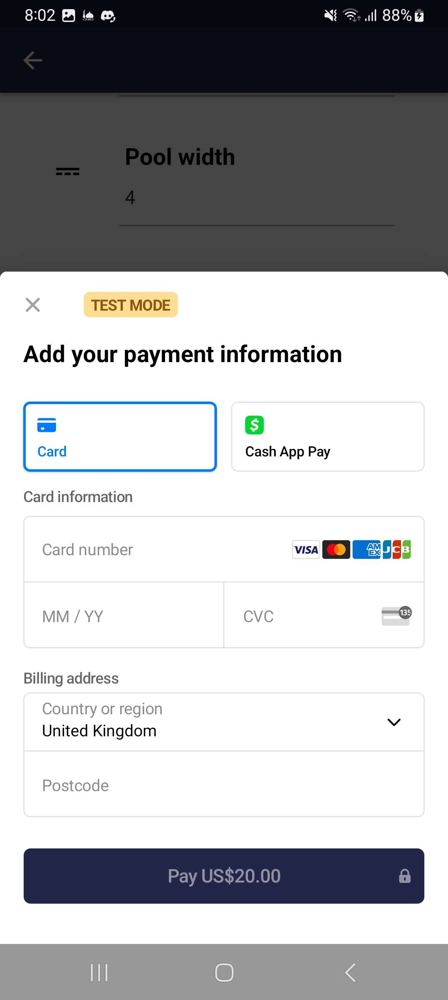 8:02 88%
Pool width
4
TEST MODE
Add your payment information
Card
Cash App Pay
Card information
Card number VISA AMEX JCB
MM / YY CVC 135
Billing address
Country or region
United Kingdom
Postcode
Pay US$20.00